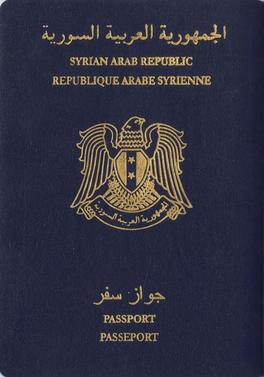 الجمهورية العربية السورية
SYRIAN ARAB REPUBLIC
REPUBLIQUE ARABE SYRIENNE
الجمهورية العربية السورية
جواز سفر
PASSPORT
PASSEPORT